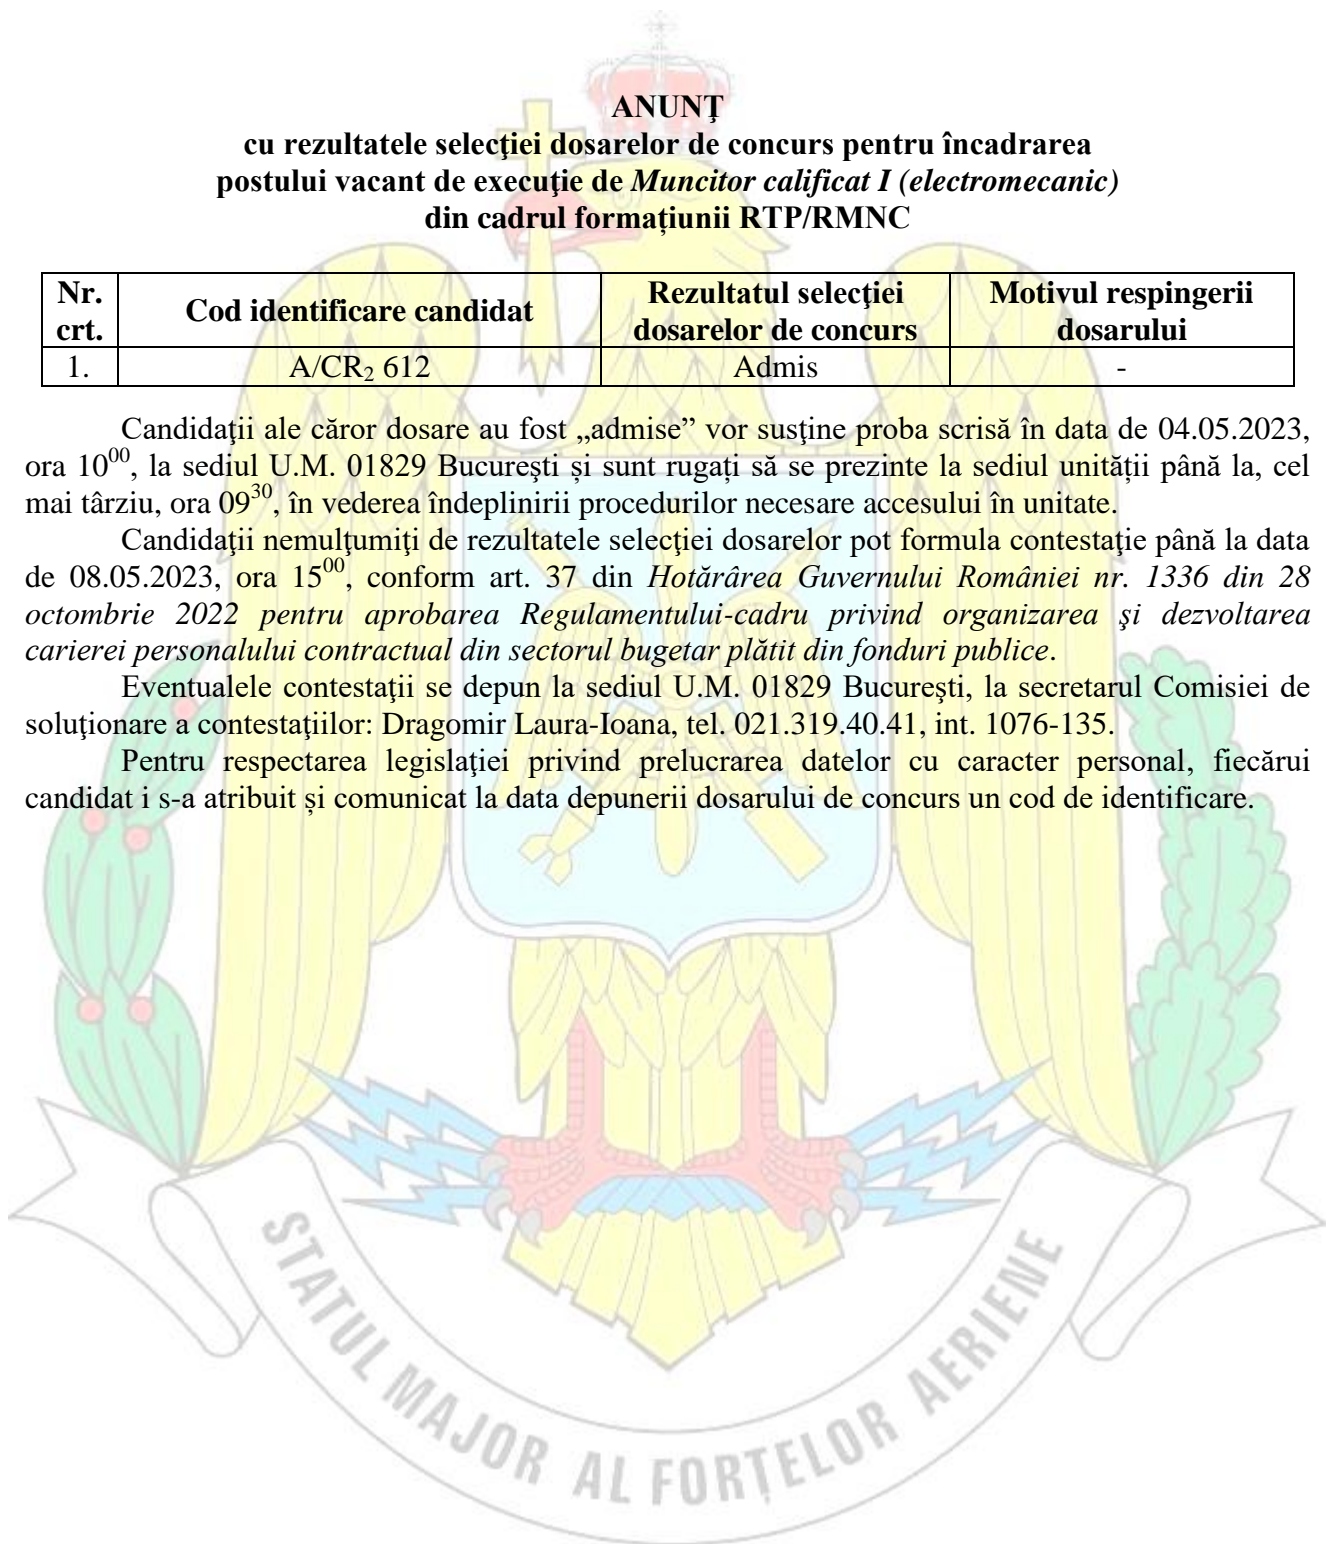 ANUNŢ
cu rezultatele selecţiei dosarelor de concurs pentru încadrarea
postului vacant de execuţie de Muncitor calificat I (electromecanic)
din cadrul formațiunii RTP/RMNC
Nr. crt. Cod identificare candidat Rezultatul selecţiei dosarelor de concurs Motivul respingerii dosarului
1. A/CR₂ 612 Admis -
Candidaţii ale căror dosare au fost „admise” vor susţine proba scrisă în data de 04.05.2023,
ora 10⁰⁰, la sediul U.M. 01829 Bucureşti și sunt rugați să se prezinte la sediul unității până la, cel
mai târziu, ora 09³⁰, în vederea îndeplinirii procedurilor necesare accesului în unitate.
Candidaţii nemulţumiţi de rezultatele selecţiei dosarelor pot formula contestaţie până la data
de 08.05.2023, ora 15⁰⁰, conform art. 37 din Hotărârea Guvernului României nr. 1336 din 28
octombrie 2022 pentru aprobarea Regulamentului-cadru privind organizarea şi dezvoltarea
carierei personalului contractual din sectorul bugetar plătit din fonduri publice.
Eventualele contestaţii se depun la sediul U.M. 01829 Bucureşti, la secretarul Comisiei de
soluţionare a contestaţiilor: Dragomir Laura-Ioana, tel. 021.319.40.41, int. 1076-135.
Pentru respectarea legislaţiei privind prelucrarea datelor cu caracter personal, fiecărui
candidat i s-a atribuit și comunicat la data depunerii dosarului de concurs un cod de identificare.
STATUL MAJOR AL FORȚELOR AERIENE